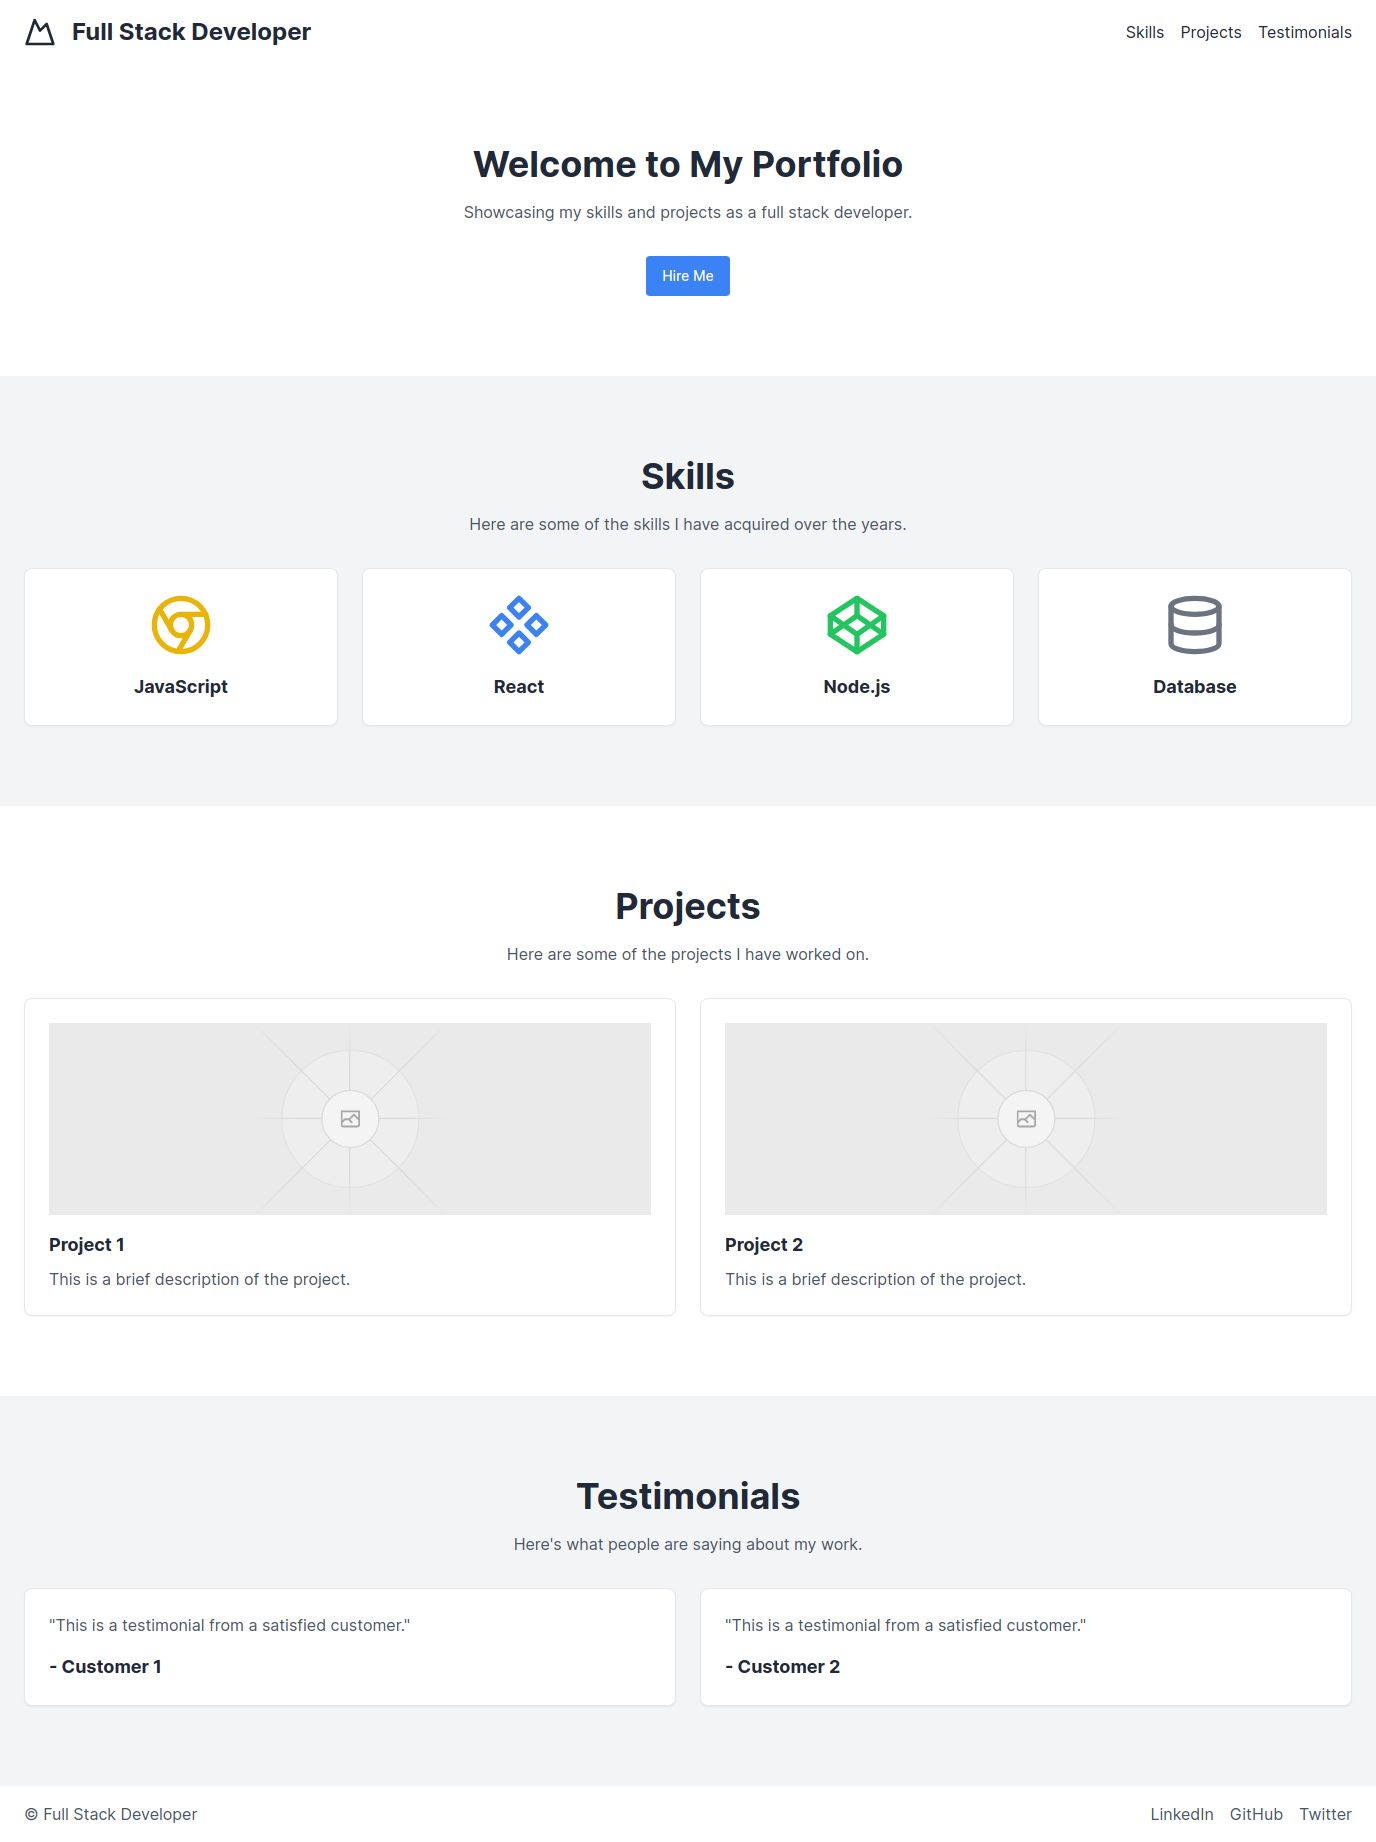 Full Stack Developer
Skills Projects Testimonials
Welcome to My Portfolio
Showcasing my skills and projects as a full stack developer.
Hire Me
Skills
Here are some of the skills I have acquired over the years.
JavaScript
React
Node.js
Database
Projects
Here are some of the projects I have worked on.
Project 1
This is a brief description of the project.
Project 2
This is a brief description of the project.
Testimonials
Here's what people are saying about my work.
"This is a testimonial from a satisfied customer."
- Customer 1
"This is a testimonial from a satisfied customer."
- Customer 2
© Full Stack Developer
LinkedIn GitHub Twitter